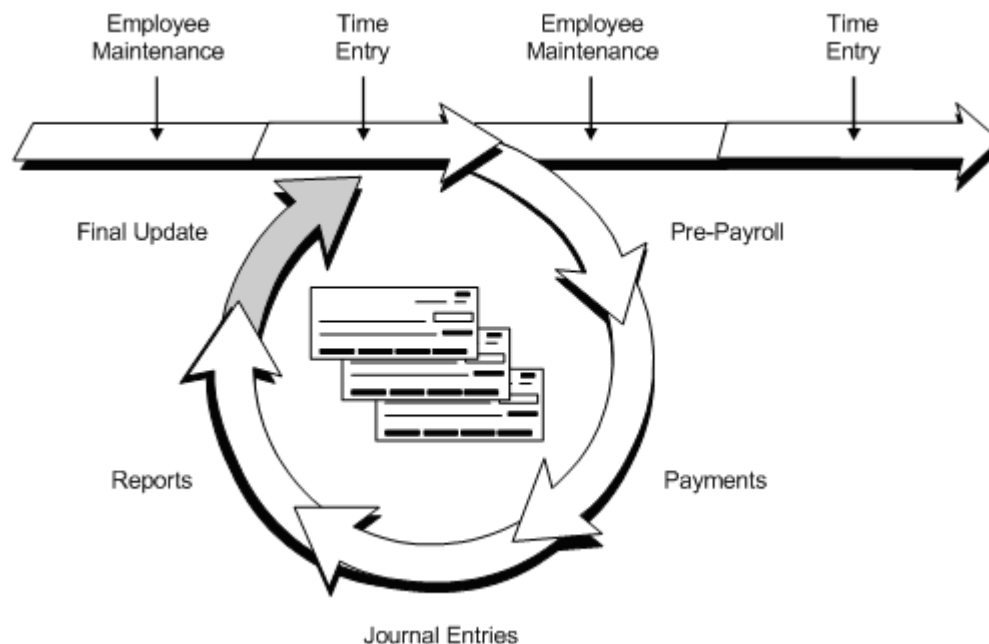 Employee
Maintenance
Time
Entry
Employee
Maintenance
Time
Entry
Final Update
Pre-Payroll
Reports
Payments
Journal Entries